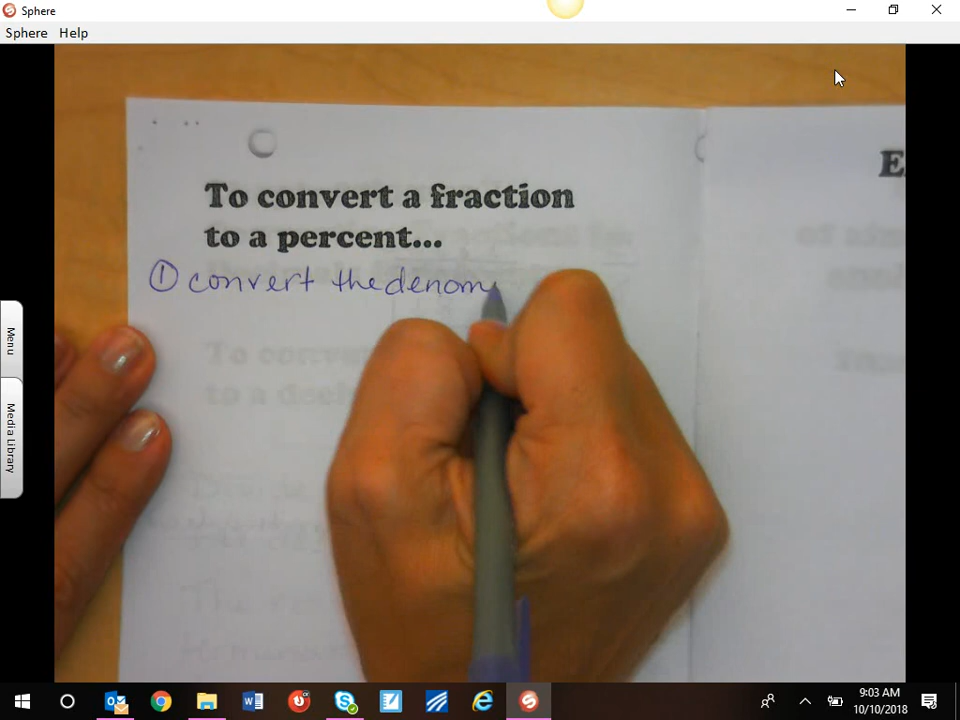 Sphere
Sphere Help
E
To convert a fraction
to a percent...
① convert the denom
Menu
Media Library
9:03 AM
10/10/2018